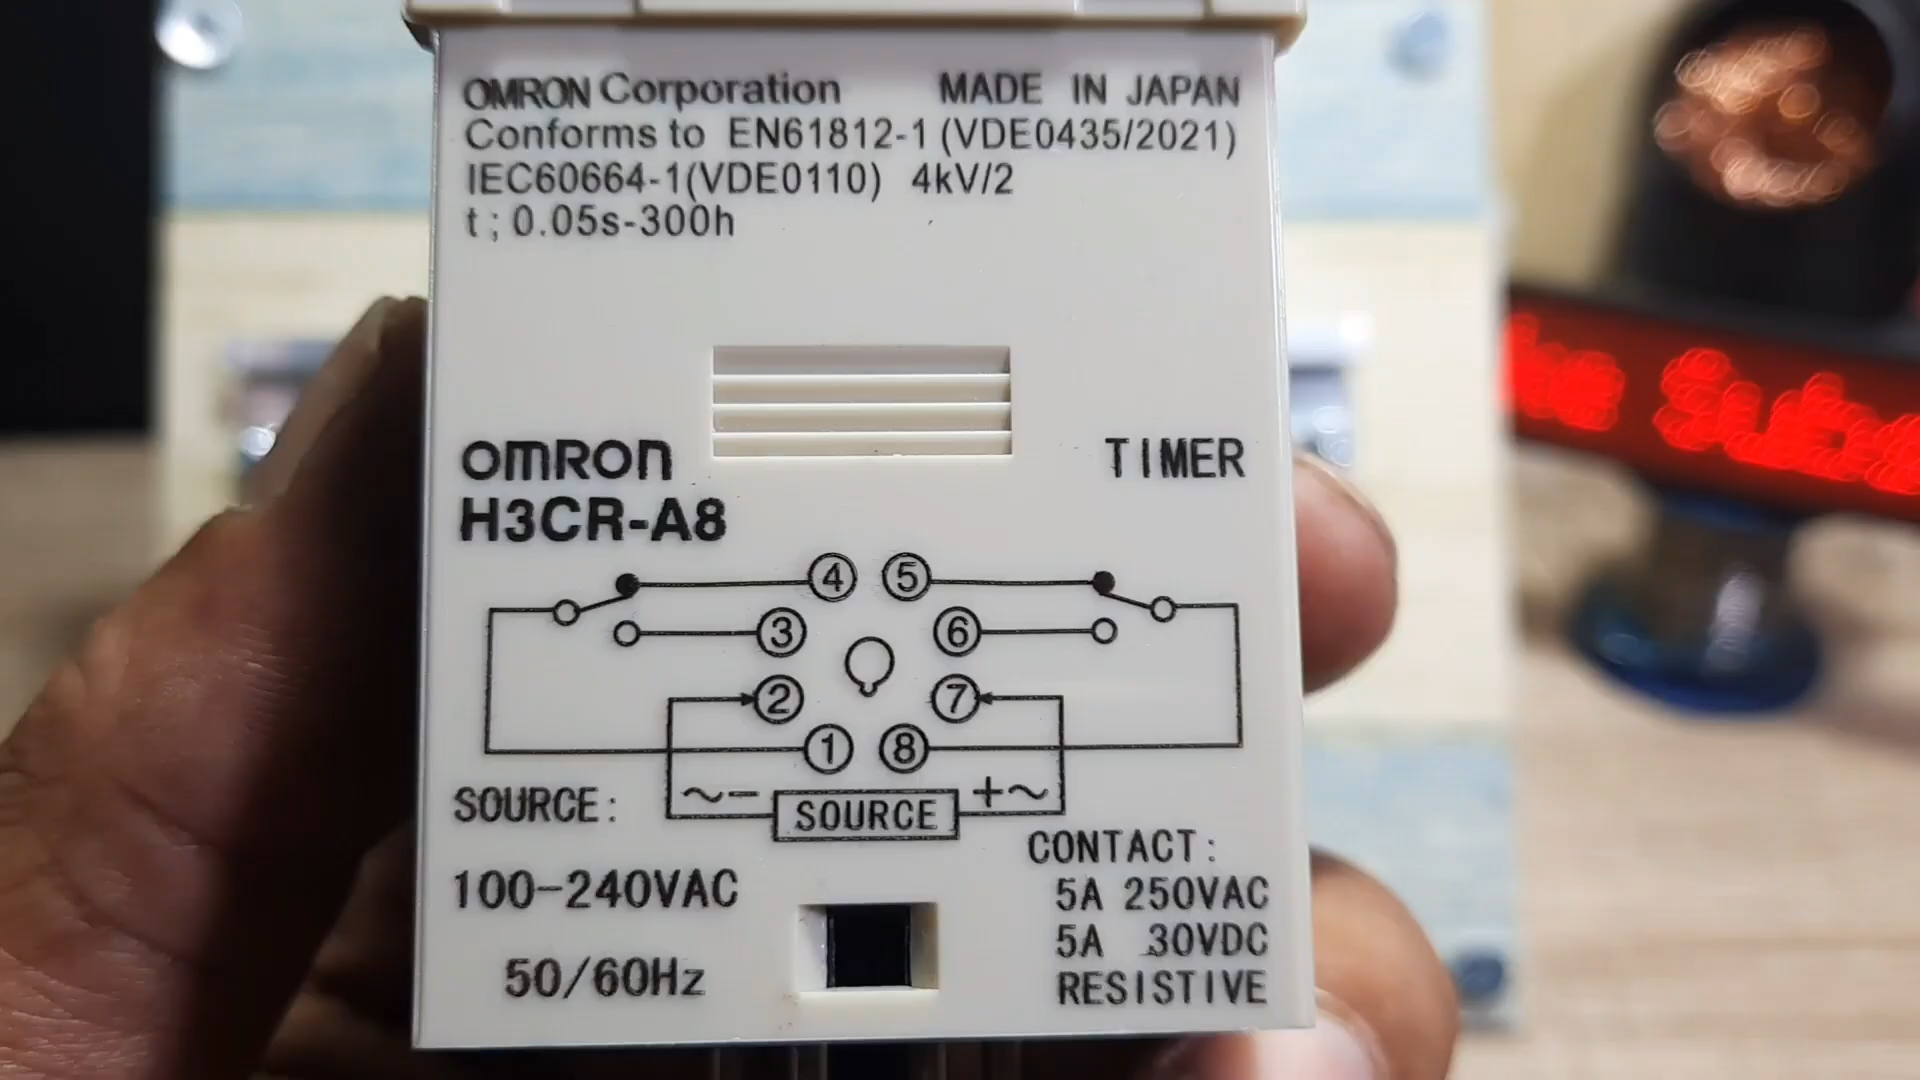 OMRON Corporation MADE IN JAPAN
Conforms to EN61812-1 (VDE0435/2021)
IEC60664-1(VDE0110) 4kV/2
t ; 0.05s-300h
OMRON
TIMER
H3CR-A8
4 5
3 6
2 7
1 8
~− SOURCE +~
SOURCE:
100-240VAC
50/60Hz
CONTACT:
5A 250VAC
5A 30VDC
RESISTIVE